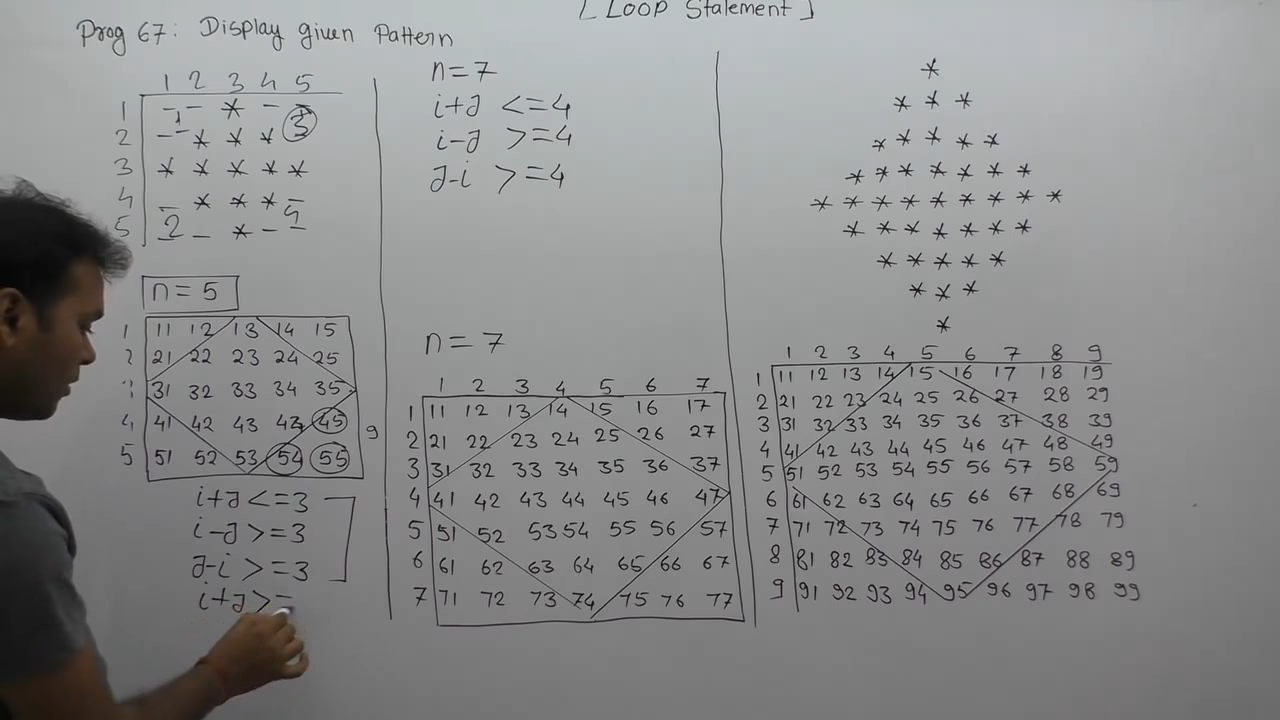 [ Loop Statement ]
Prog 67: Display given Pattern
1 2 3 4 5
1 - - * - -
1 3
2 - * * * -
3 * * * * *
4 - * * * -
5 - - * - -
2 4
n = 5
1 11 12 13 14 15
2 21 22 23 24 25
3 31 32 33 34 35
4 41 42 43 43 45
5 51 52 53 54 55
9
i+J <=3
i-J >=3
J-i >=3
i+J >=
n=7
i+J <=4
i-J >=4
J-i >=4
n = 7
1 2 3 4 5 6 7
1 11 12 13 14 15 16 17
2 21 22 23 24 25 26 27
3 31 32 33 34 35 36 37
4 41 42 43 44 45 46 47
5 51 52 53 54 55 56 57
6 61 62 63 64 65 66 67
7 71 72 73 74 75 76 77
*
* * *
* * * * *
* * * * * * *
* * * * * * * * *
* * * * * * *
* * * * *
* * *
*
1 2 3 4 5 6 7 8 9
1 11 12 13 14 15 16 17 18 19
2 21 22 23 24 25 26 27 28 29
3 31 32 33 34 35 36 37 38 39
4 41 42 43 44 45 46 47 48 49
5 51 52 53 54 55 56 57 58 59
6 61 62 63 64 65 66 67 68 69
7 71 72 73 74 75 76 77 78 79
8 81 82 83 84 85 86 87 88 89
9 91 92 93 94 95 96 97 98 99